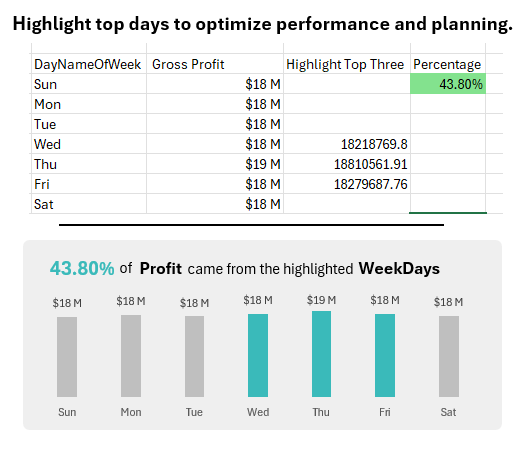 Highlight top days to optimize performance and planning.
DayNameOfWeek Gross Profit Highlight Top Three Percentage
Sun $18 M 43.80%
Mon $18 M
Tue $18 M
Wed $18 M 18218769.8
Thu $19 M 18810561.91
Fri $18 M 18279687.76
Sat $18 M
43.80% of Profit came from the highlighted WeekDays
$18 M $18 M $18 M $18 M $19 M $18 M $18 M
Sun Mon Tue Wed Thu Fri Sat